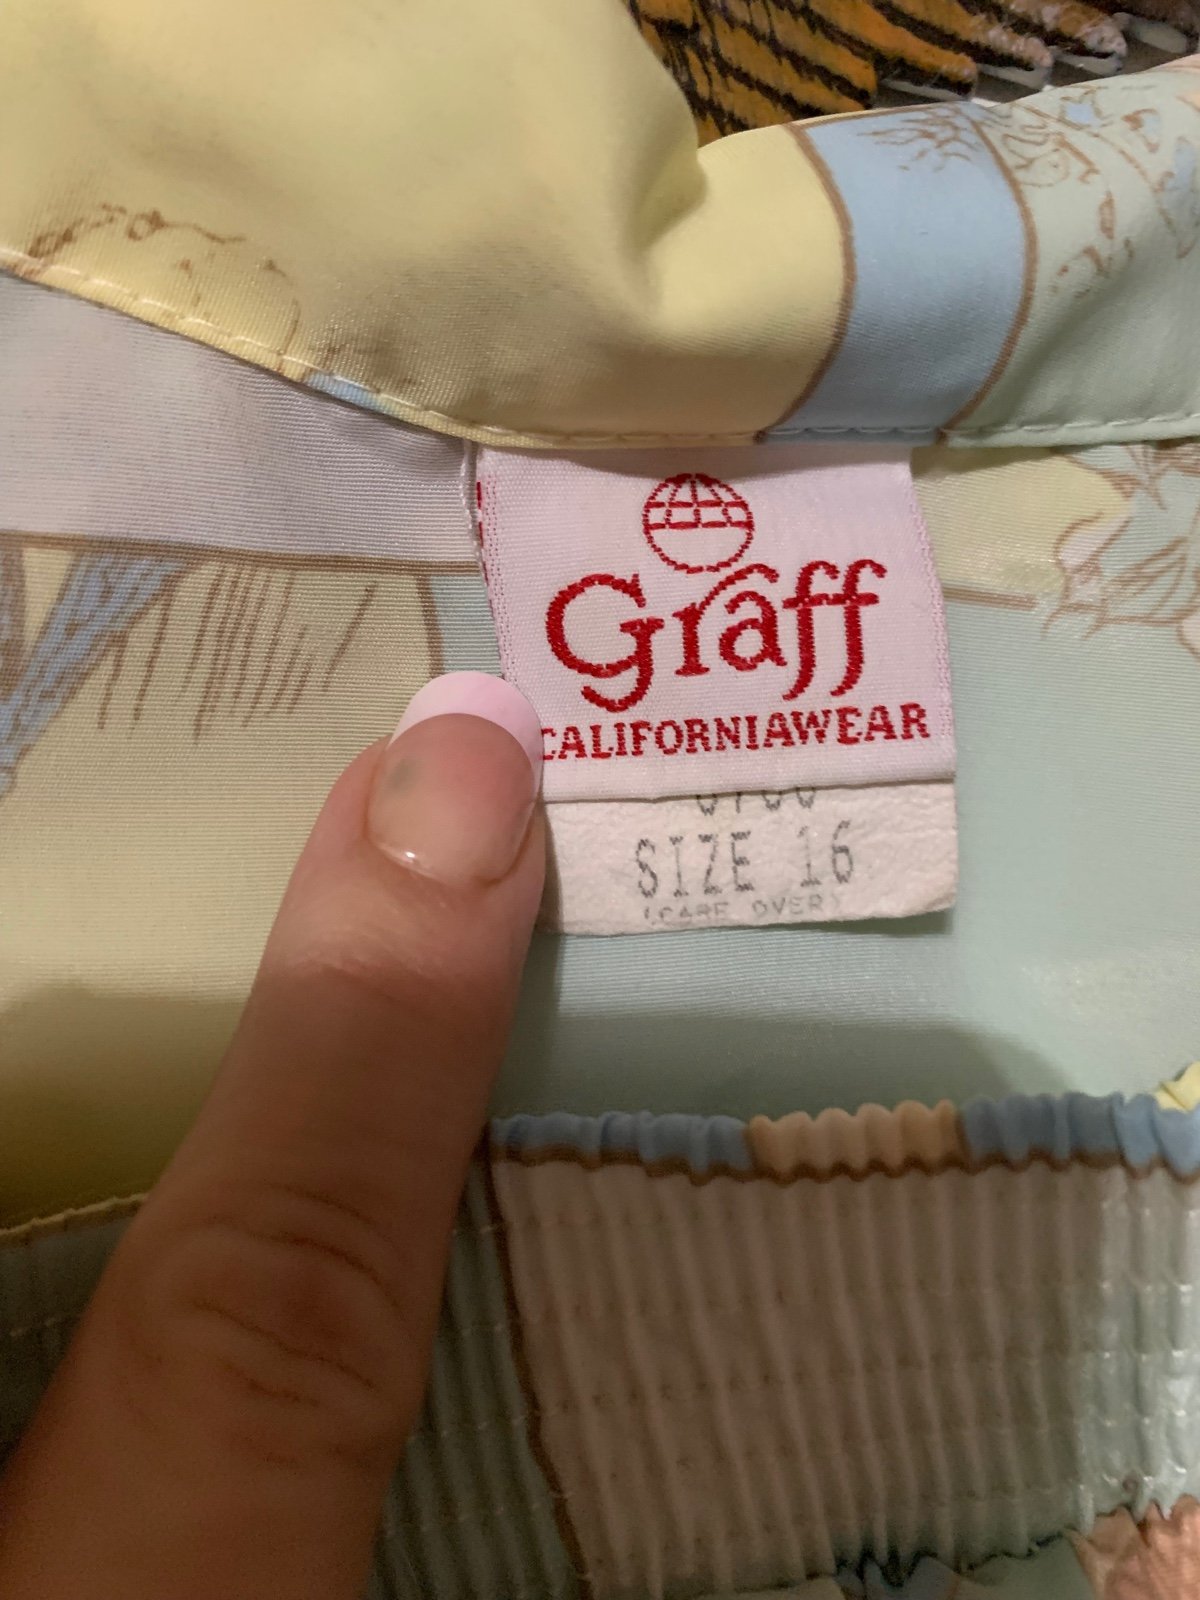 Graff
CALIFORNIAWEAR
SIZE 16
(CARE OVER)